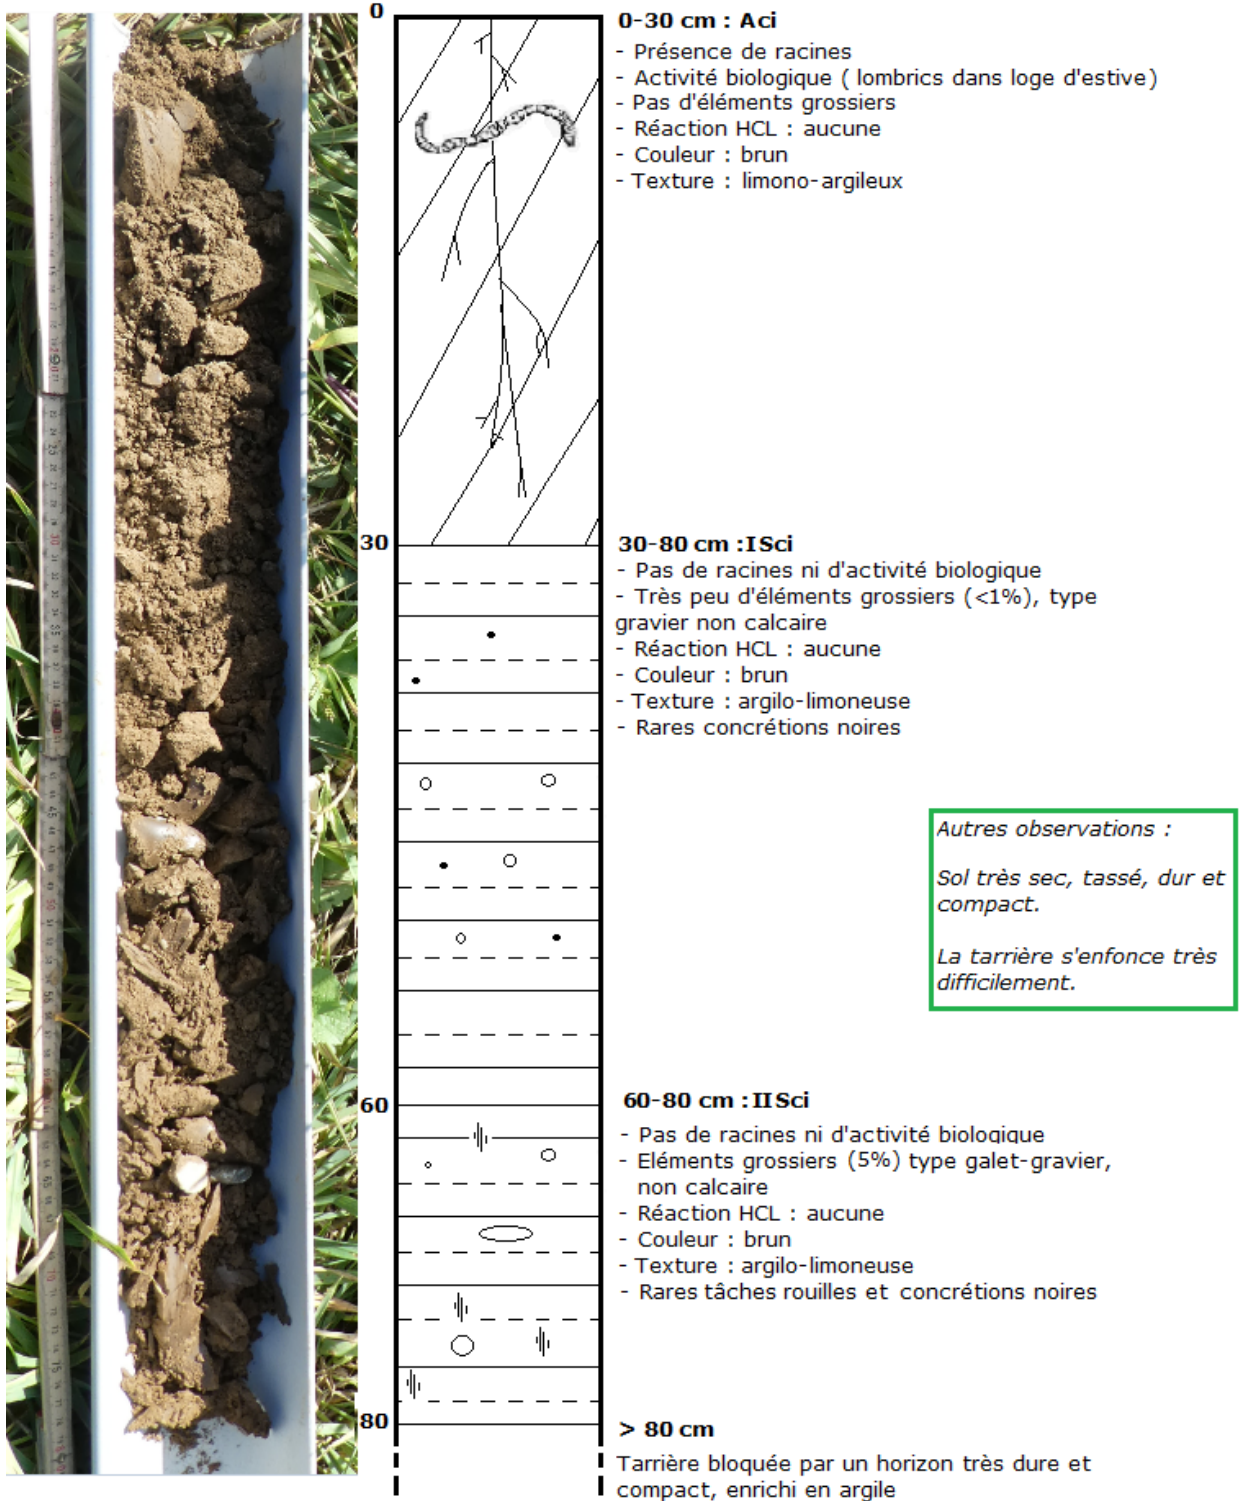 0
0-30 cm : Aci
- Présence de racines
- Activité biologique ( lombrics dans loge d'estive)
- Pas d'éléments grossiers
- Réaction HCL : aucune
- Couleur : brun
- Texture : limono-argileux
30
30-80 cm :ISci
- Pas de racines ni d'activité biologique
- Très peu d'éléments grossiers (<1%), type
gravier non calcaire
- Réaction HCL : aucune
- Couleur : brun
- Texture : argilo-limoneuse
- Rares concrétions noires
Autres observations :
Sol très sec, tassé, dur et
compact.
La tarrière s'enfonce très
difficilement.
60
60-80 cm :IISci
- Pas de racines ni d'activité biologique
- Eléments grossiers (5%) type galet-gravier,
non calcaire
- Réaction HCL : aucune
- Couleur : brun
- Texture : argilo-limoneuse
- Rares tâches rouilles et concrétions noires
80
> 80 cm
Tarrière bloquée par un horizon très dure et
compact, enrichi en argile